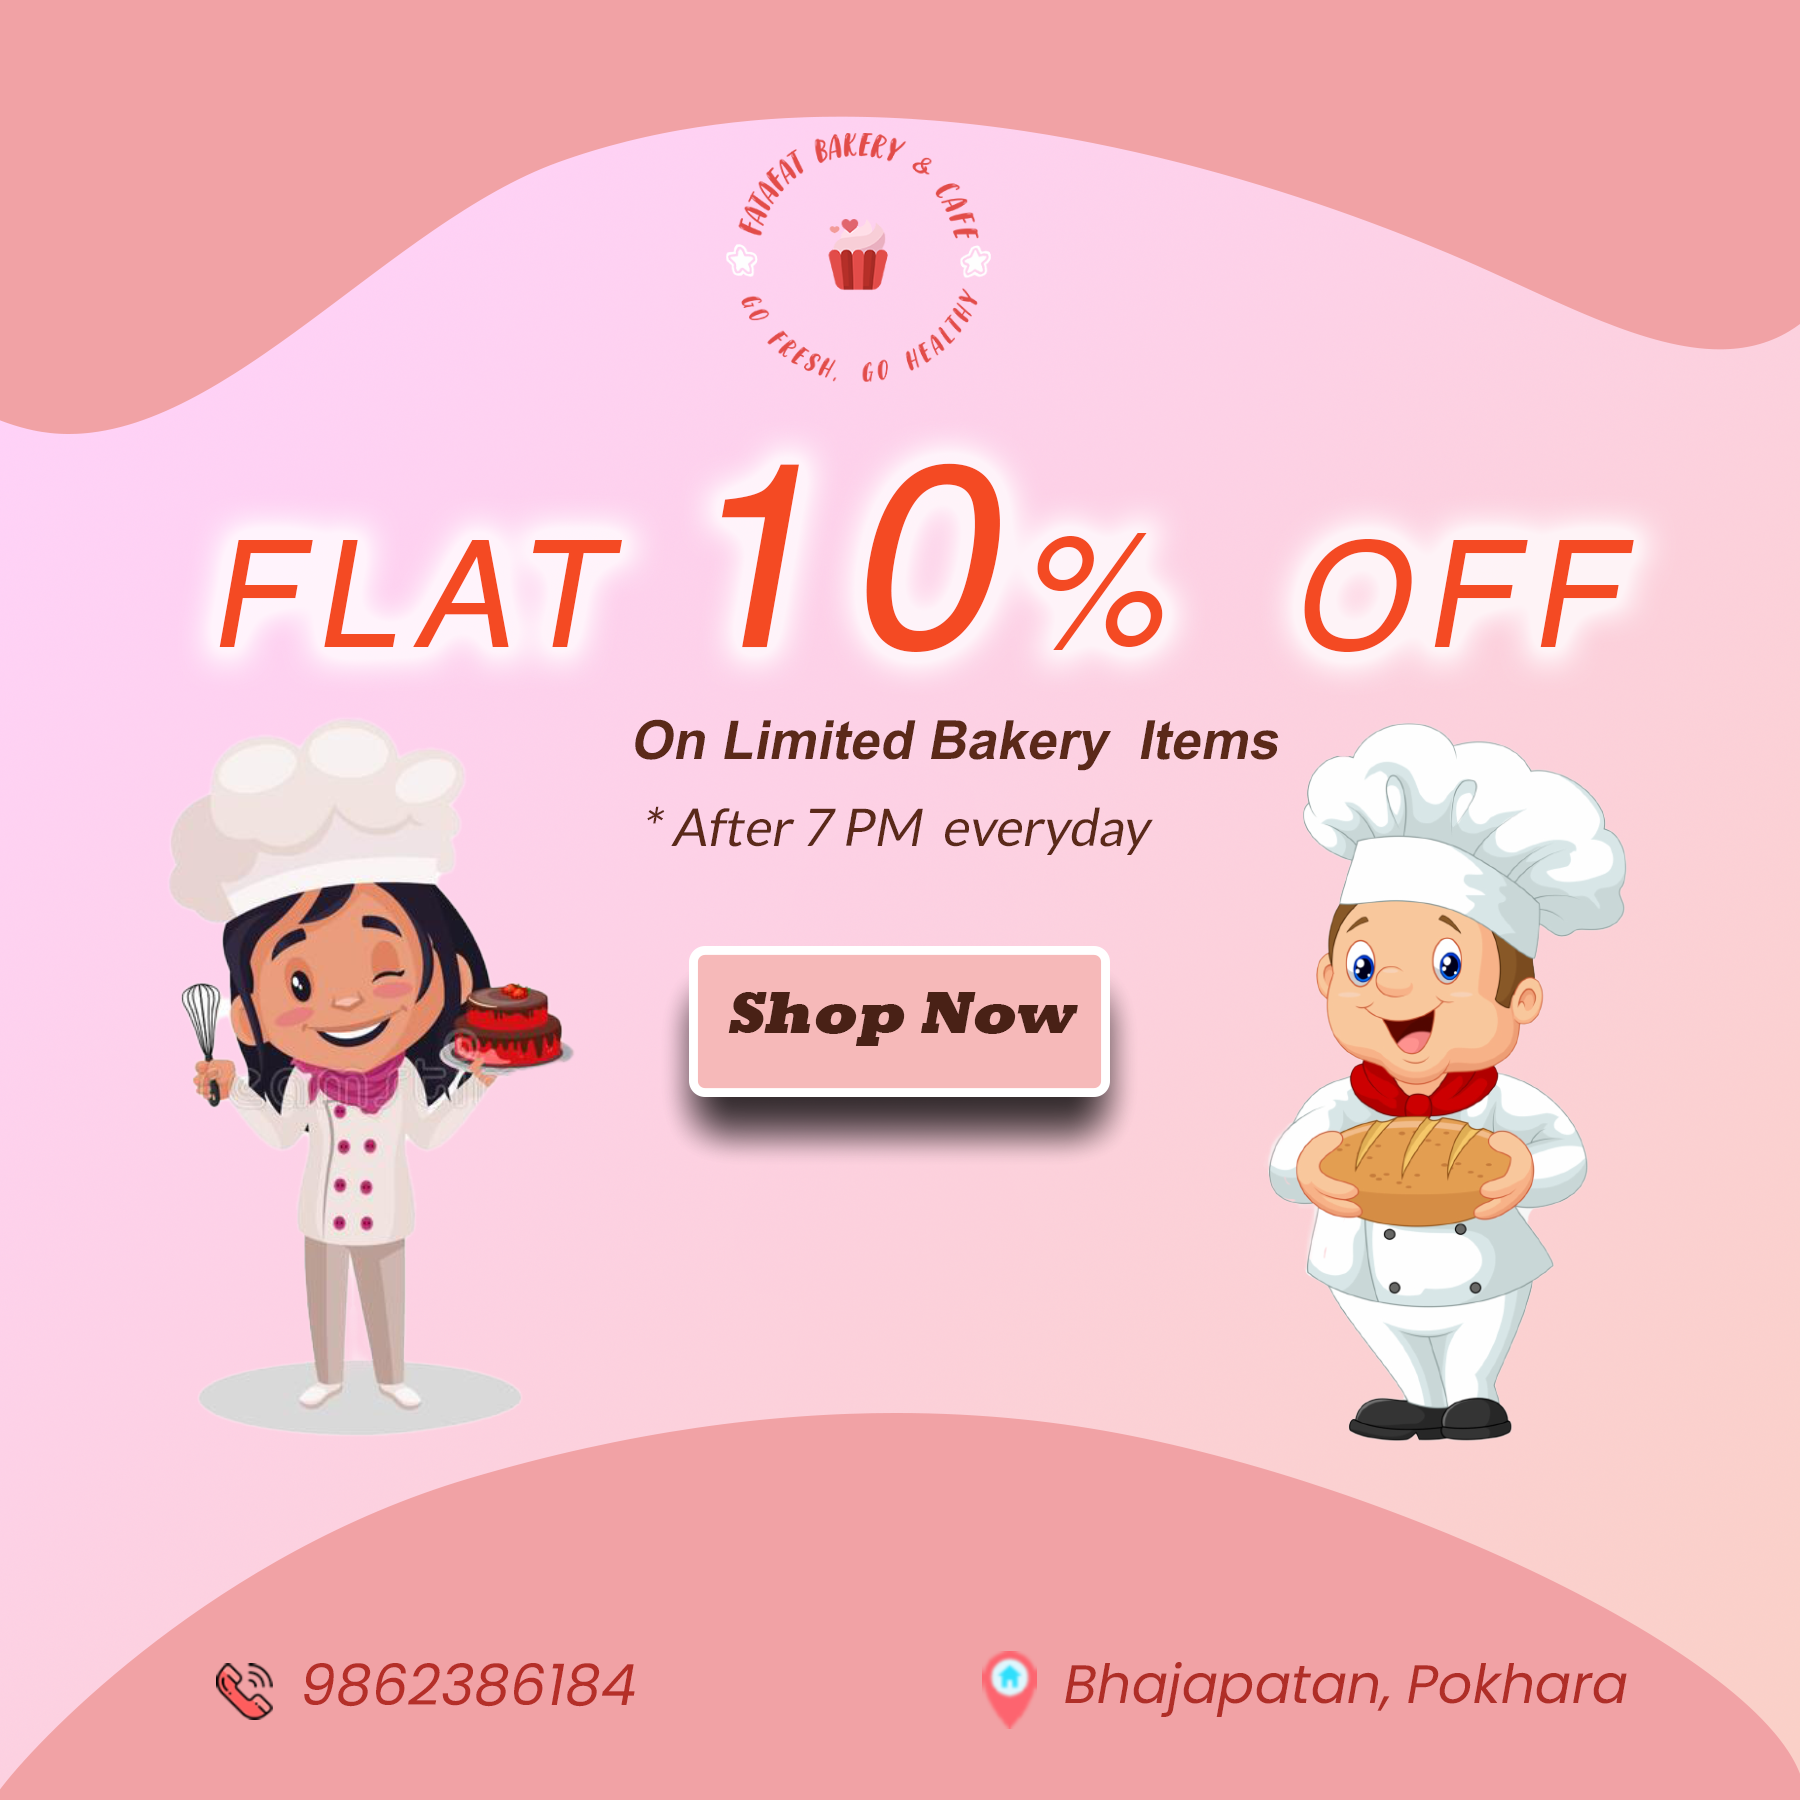 FATAFAT BAKERY & CAFE
GO FRESH. GO HEALTHY
FLAT 10% OFF
On Limited Bakery Items
* After 7 PM everyday
Shop Now
9862386184
Bhajapatan, Pokhara